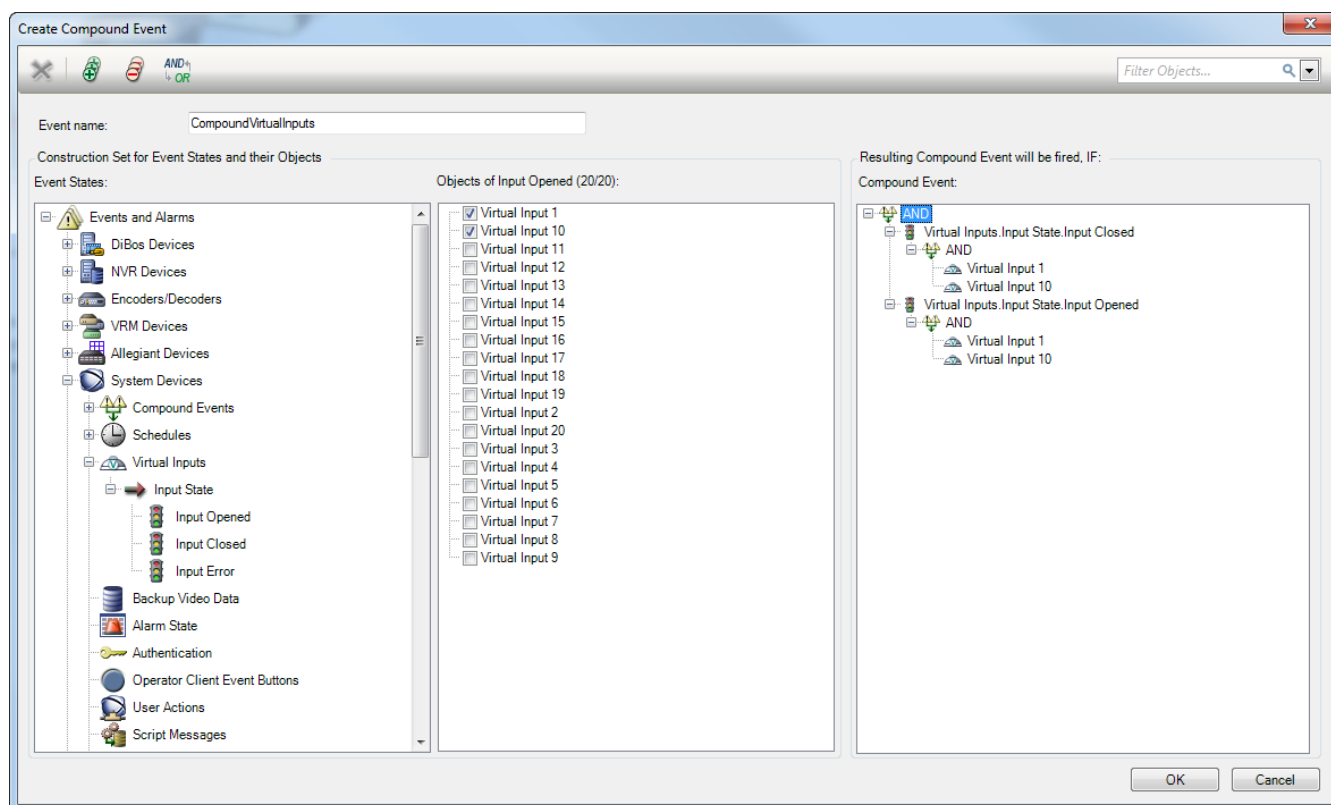 Create Compound Event
AND
OR
Filter Objects...
Event name:
CompoundVirtualInputs
Construction Set for Event States and their Objects
Event States:
Events and Alarms
DiBos Devices
NVR Devices
Encoders/Decoders
VRM Devices
Allegiant Devices
System Devices
Compound Events
Schedules
Virtual Inputs
Input State
Input Opened
Input Closed
Input Error
Backup Video Data
Alarm State
Authentication
Operator Client Event Buttons
User Actions
Script Messages
Objects of Input Opened (20/20):
Virtual Input 1
Virtual Input 10
Virtual Input 11
Virtual Input 12
Virtual Input 13
Virtual Input 14
Virtual Input 15
Virtual Input 16
Virtual Input 17
Virtual Input 18
Virtual Input 19
Virtual Input 2
Virtual Input 20
Virtual Input 3
Virtual Input 4
Virtual Input 5
Virtual Input 6
Virtual Input 7
Virtual Input 8
Virtual Input 9
Resulting Compound Event will be fired, IF:
Compound Event:
AND
Virtual Inputs.Input State.Input Closed
AND
Virtual Input 1
Virtual Input 10
Virtual Inputs.Input State.Input Opened
AND
Virtual Input 1
Virtual Input 10
OK
Cancel